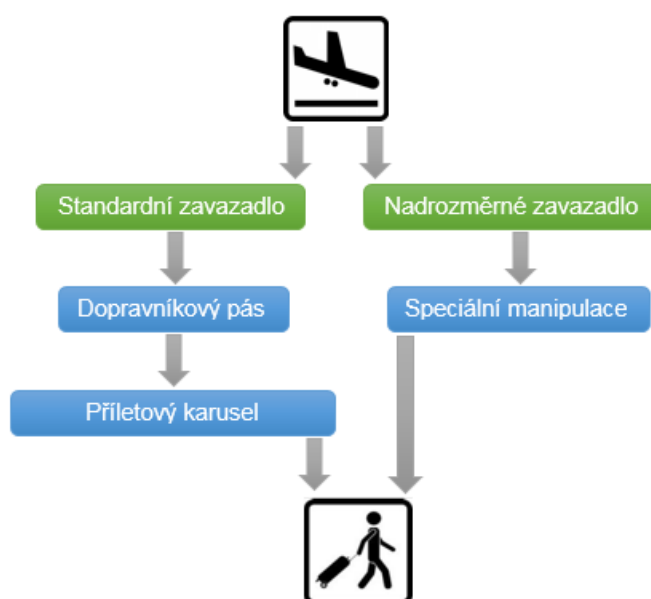 Standardní zavazadlo
Nadrozměrné zavazadlo
Dopravníkový pás
Speciální manipulace
Příletový karusel